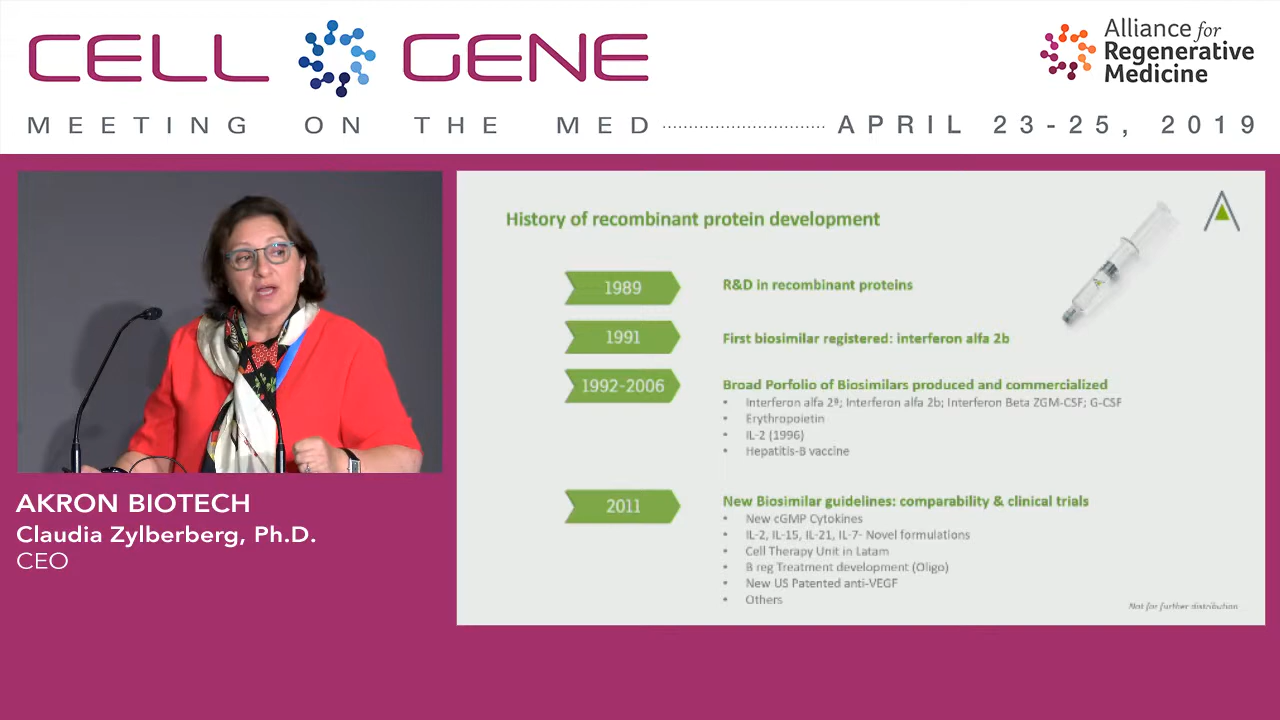 CELL GENE
MEETING ON THE MED
APRIL 23-25, 2019
Alliance for
Regenerative
Medicine
AKRON BIOTECH
Claudia Zylberberg, Ph.D.
CEO
History of recombinant protein development
1989
R&D in recombinant proteins
1991
First biosimilar registered: interferon alfa 2b
1992-2006
Broad Porfolio of Biosimilars produced and commercialized
• Interferon alfa 2ª; Interferon alfa 2b; Interferon Beta ZGM-CSF; G-CSF
• Erythropoietin
• IL-2 (1996)
• Hepatitis-B vaccine
2011
New Biosimilar guidelines: comparability & clinical trials
• New cGMP Cytokines
• IL-2, IL-15, IL-21, IL-7- Novel formulations
• Cell Therapy Unit in Latam
• B reg Treatment development (Oligo)
• New US Patented anti-VEGF
• Others
Not for further distribution